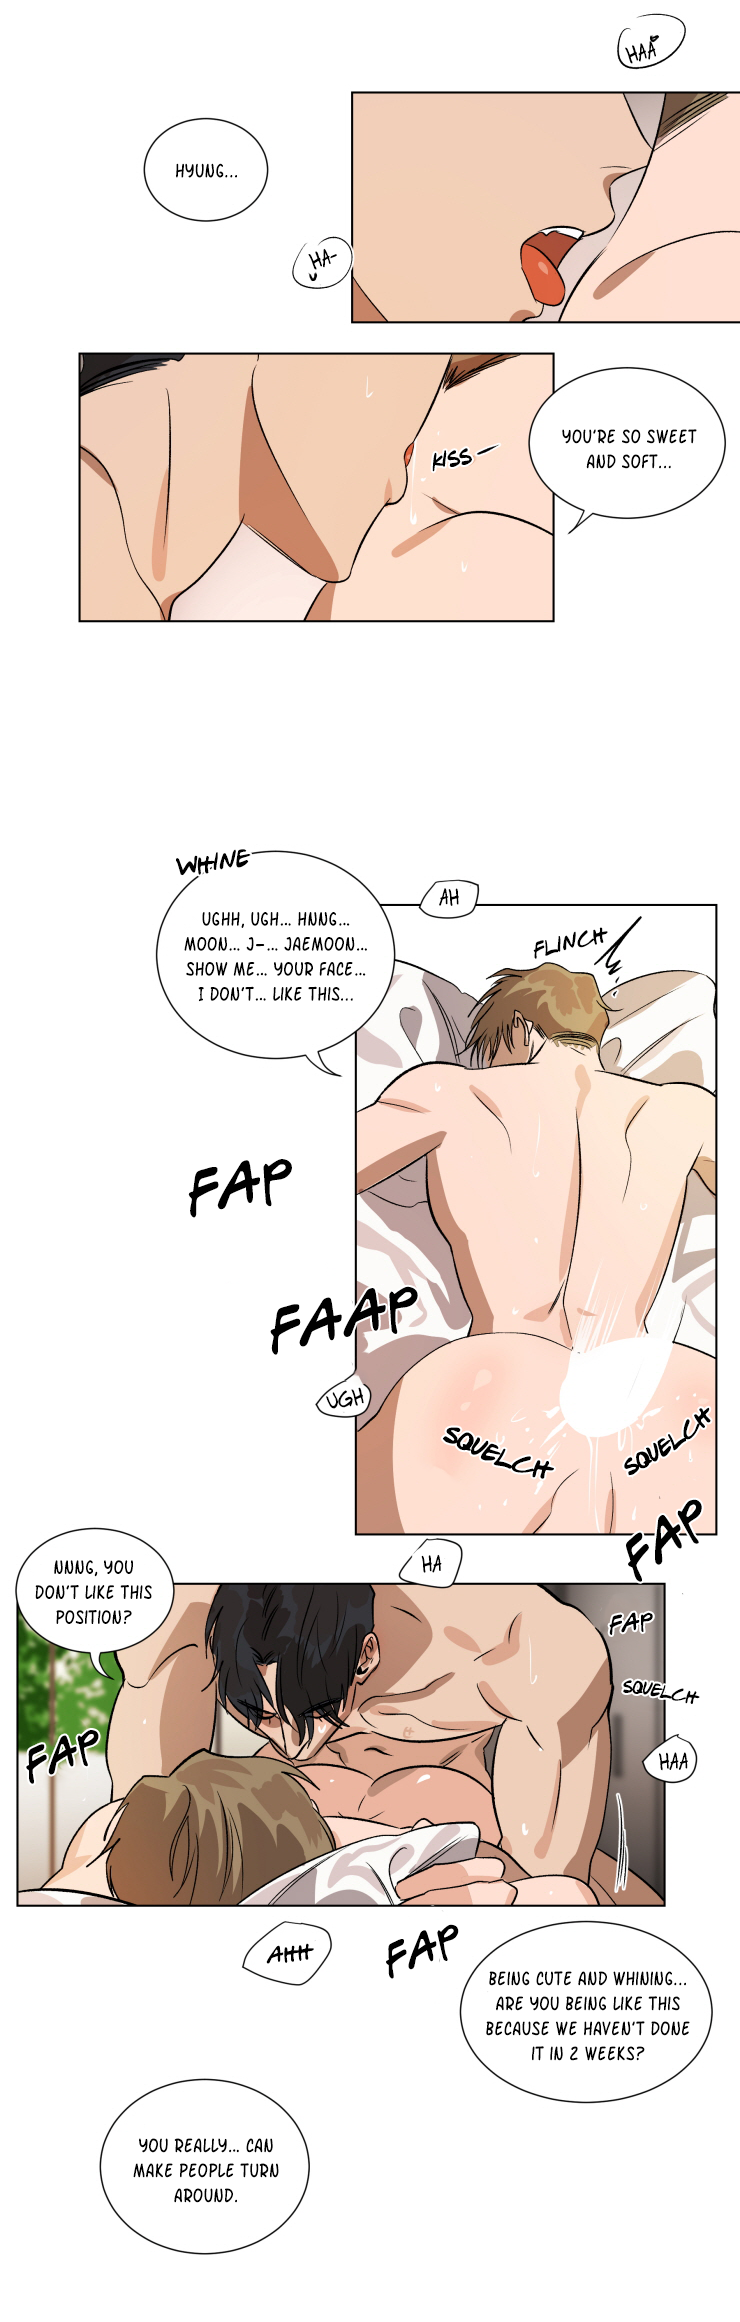 HAA
HYUNG...
HA-
KISS-
YOU'RE SO SWEET
AND SOFT...
WHINE
UGHH, UGH... HNNG...
MOON... J-... JAEMOON...
SHOW ME... YOUR FACE...
I DON'T... LIKE THIS...
AH
FLINCH
FAP
FAAP
UGH
SQUELCH
SQUELCH
FAP
HA
NNNG, YOU
DON'T LIKE THIS
POSITION?
FAP
SQUELCH
FAP
HAA
AHH
FAP
BEING CUTE AND WHINING...
ARE YOU BEING LIKE THIS
BECAUSE WE HAVEN'T DONE
IT IN 2 WEEKS?
YOU REALLY... CAN
MAKE PEOPLE TURN
AROUND.